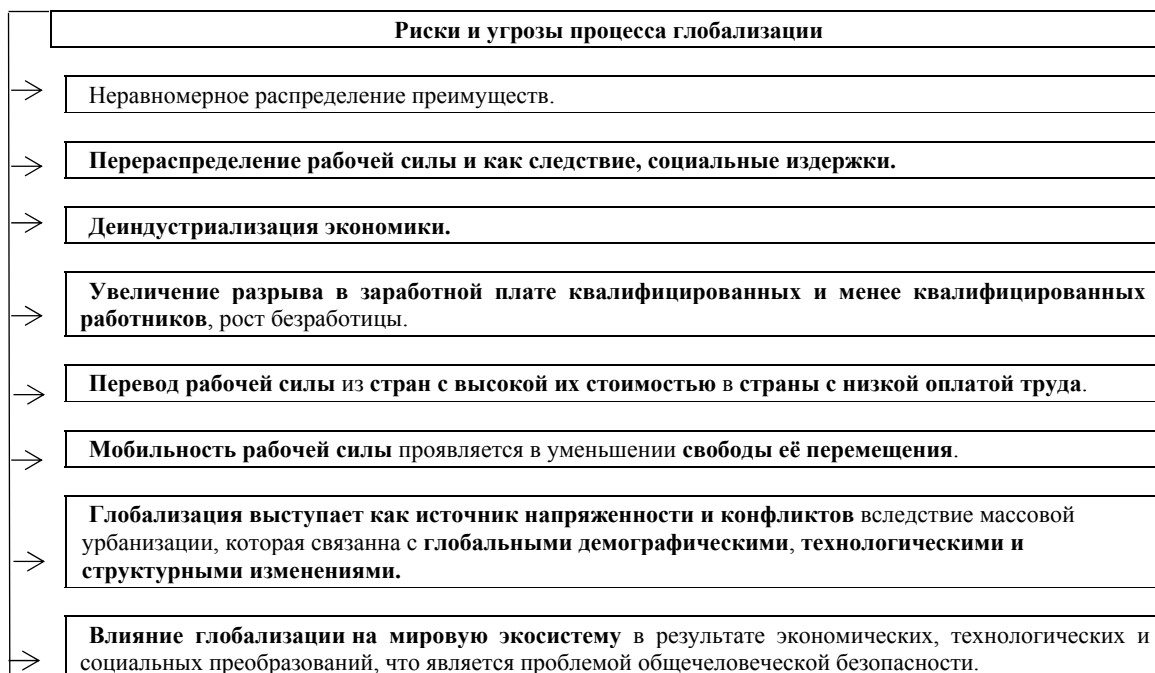 Риски и угрозы процесса глобализации
Неравномерное распределение преимуществ.
Перераспределение рабочей силы и как следствие, социальные издержки.
Деиндустриализация экономики.
Увеличение разрыва в заработной плате квалифицированных и менее квалифицированных
работников, рост безработицы.
Перевод рабочей силы из стран с высокой их стоимостью в страны с низкой оплатой труда.
Мобильность рабочей силы проявляется в уменьшении свободы её перемещения.
Глобализация выступает как источник напряженности и конфликтов вследствие массовой
урбанизации, которая связанна с глобальными демографическими, технологическими и
структурными изменениями.
Влияние глобализации на мировую экосистему в результате экономических, технологических и
социальных преобразований, что является проблемой общечеловеческой безопасности.